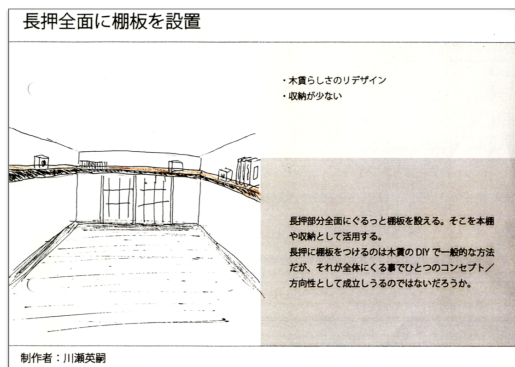 長押全面に棚板を設置
・木賃らしさのリデザイン
・収納が少ない
長押部分全面にぐるっと棚板を設える。そこを本棚
や収納として活用する。
長押に棚板をつけるのは木賃の DIY で一般的な方法
だが、それが全体にくる事でひとつのコンセプト／
方向性として成立しうるのではないだろうか。
制作者：川瀬英嗣